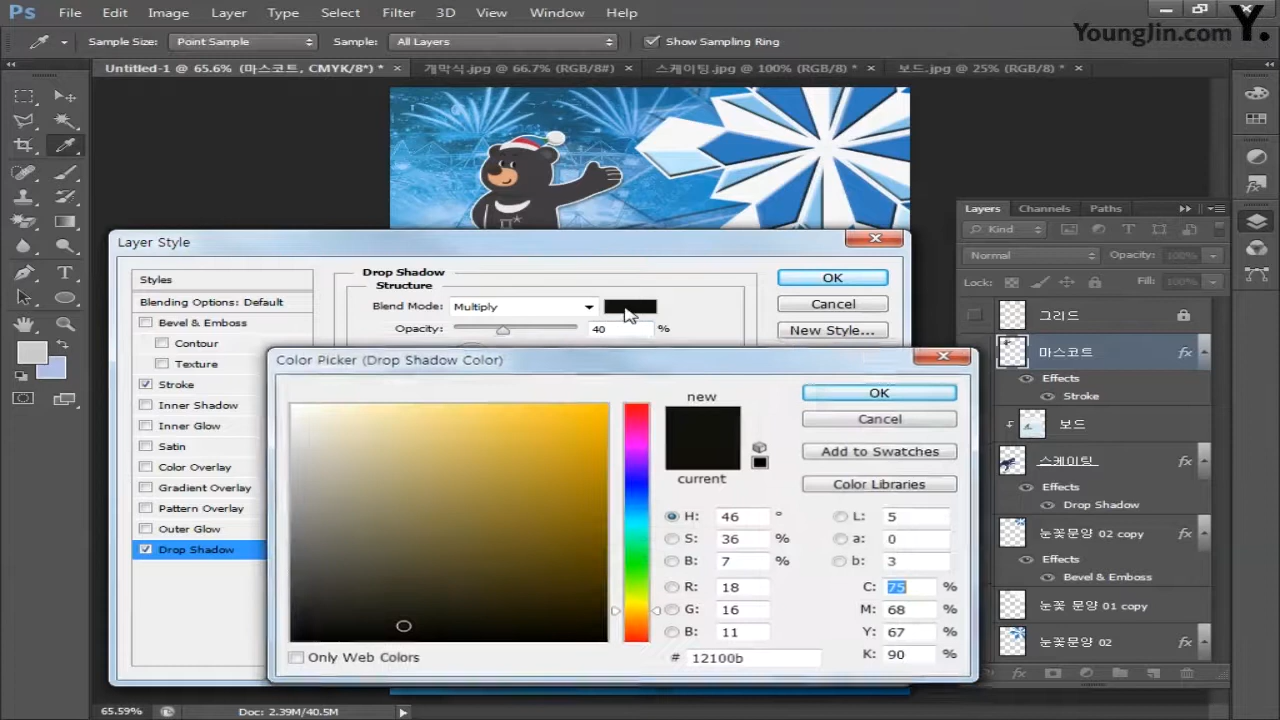 Ps File Edit Image Layer Type Select Filter 3D View Window Help
Y.
YoungJin.com
Sample Size: Point Sample Sample: All Layers Show Sampling Ring
Untitled-1 @ 65.6% (마스코트, CMYK/8*) * × 개막식.jpg @ 66.7% (RGB/8#) × 스케이팅.jpg @ 100% (RGB/8*) * × 보드.jpg @ 25% (RGB/8*) * ×
Layers Channels Paths
Kind
Normal Opacity: 100%
Lock: Fill: 100%
그리드
마스코트 fx
Effects
Stroke
보드
스케이팅 fx
Effects
Drop Shadow
눈꽃문양 02 copy fx
Effects
Bevel & Emboss
눈꽃 문양 01 copy
눈꽃문양 02
fx
Layer Style
Styles
Blending Options: Default
Bevel & Emboss
Contour
Texture
Stroke
Inner Shadow
Inner Glow
Satin
Color Overlay
Gradient Overlay
Pattern Overlay
Outer Glow
Drop Shadow
Drop Shadow
Structure
Blend Mode: Multiply
Opacity: 40 %
OK
Cancel
New Style...
Color Picker (Drop Shadow Color)
new
current
OK
Cancel
Add to Swatches
Color Libraries
H: 46 °
S: 36 %
B: 7 %
R: 18
G: 16
B: 11
# 12100b
L: 5
a: 0
b: 3
C: 75 %
M: 68 %
Y: 67 %
K: 90 %
Only Web Colors
65.59% Doc: 2.39M/40.5M